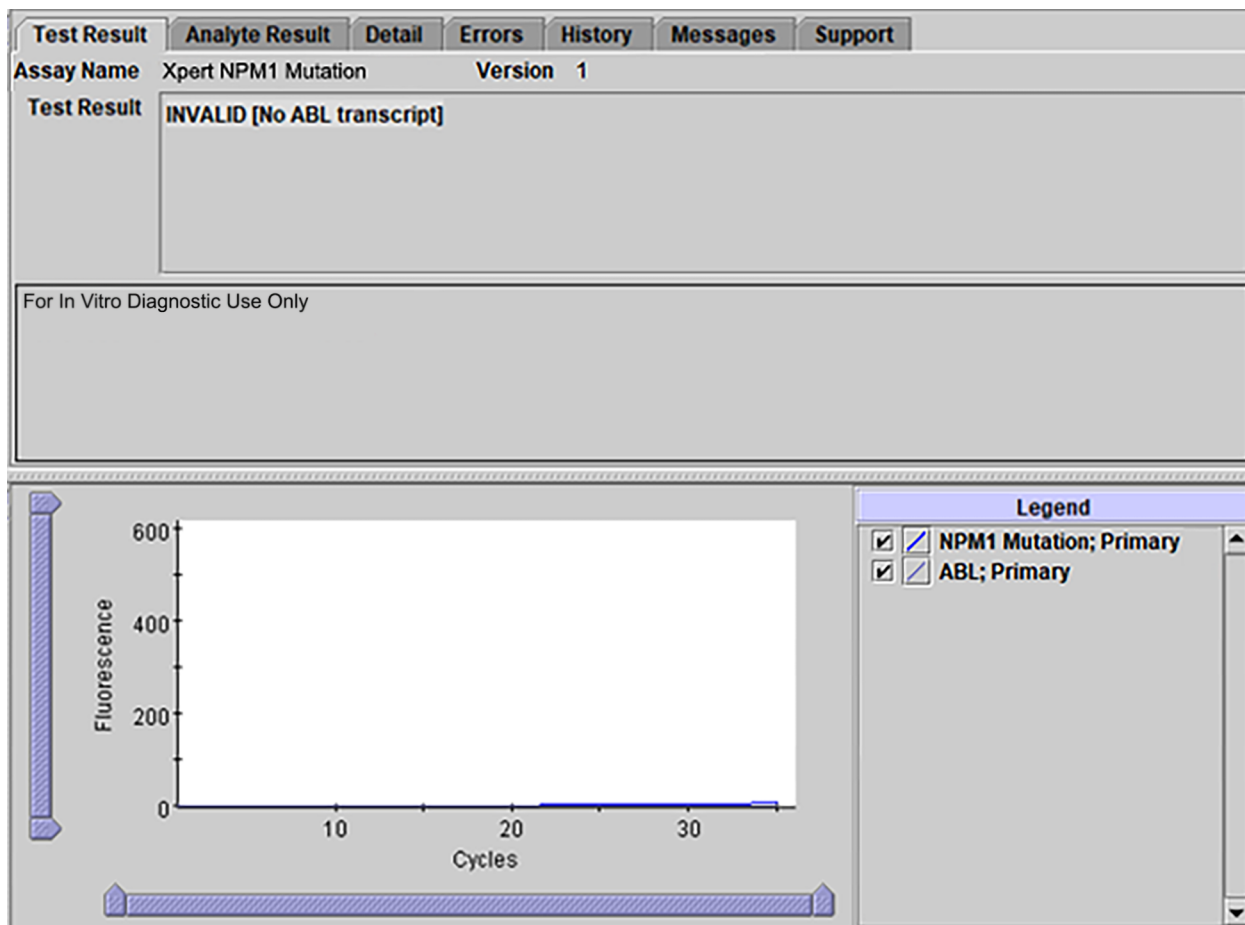 Test Result Analyte Result Detail Errors History Messages Support
Assay Name Xpert NPM1 Mutation Version 1
Test Result INVALID [No ABL transcript]
For In Vitro Diagnostic Use Only
600
400
200
0
Fluorescence
10 20 30
Cycles
Legend
NPM1 Mutation; Primary
ABL; Primary